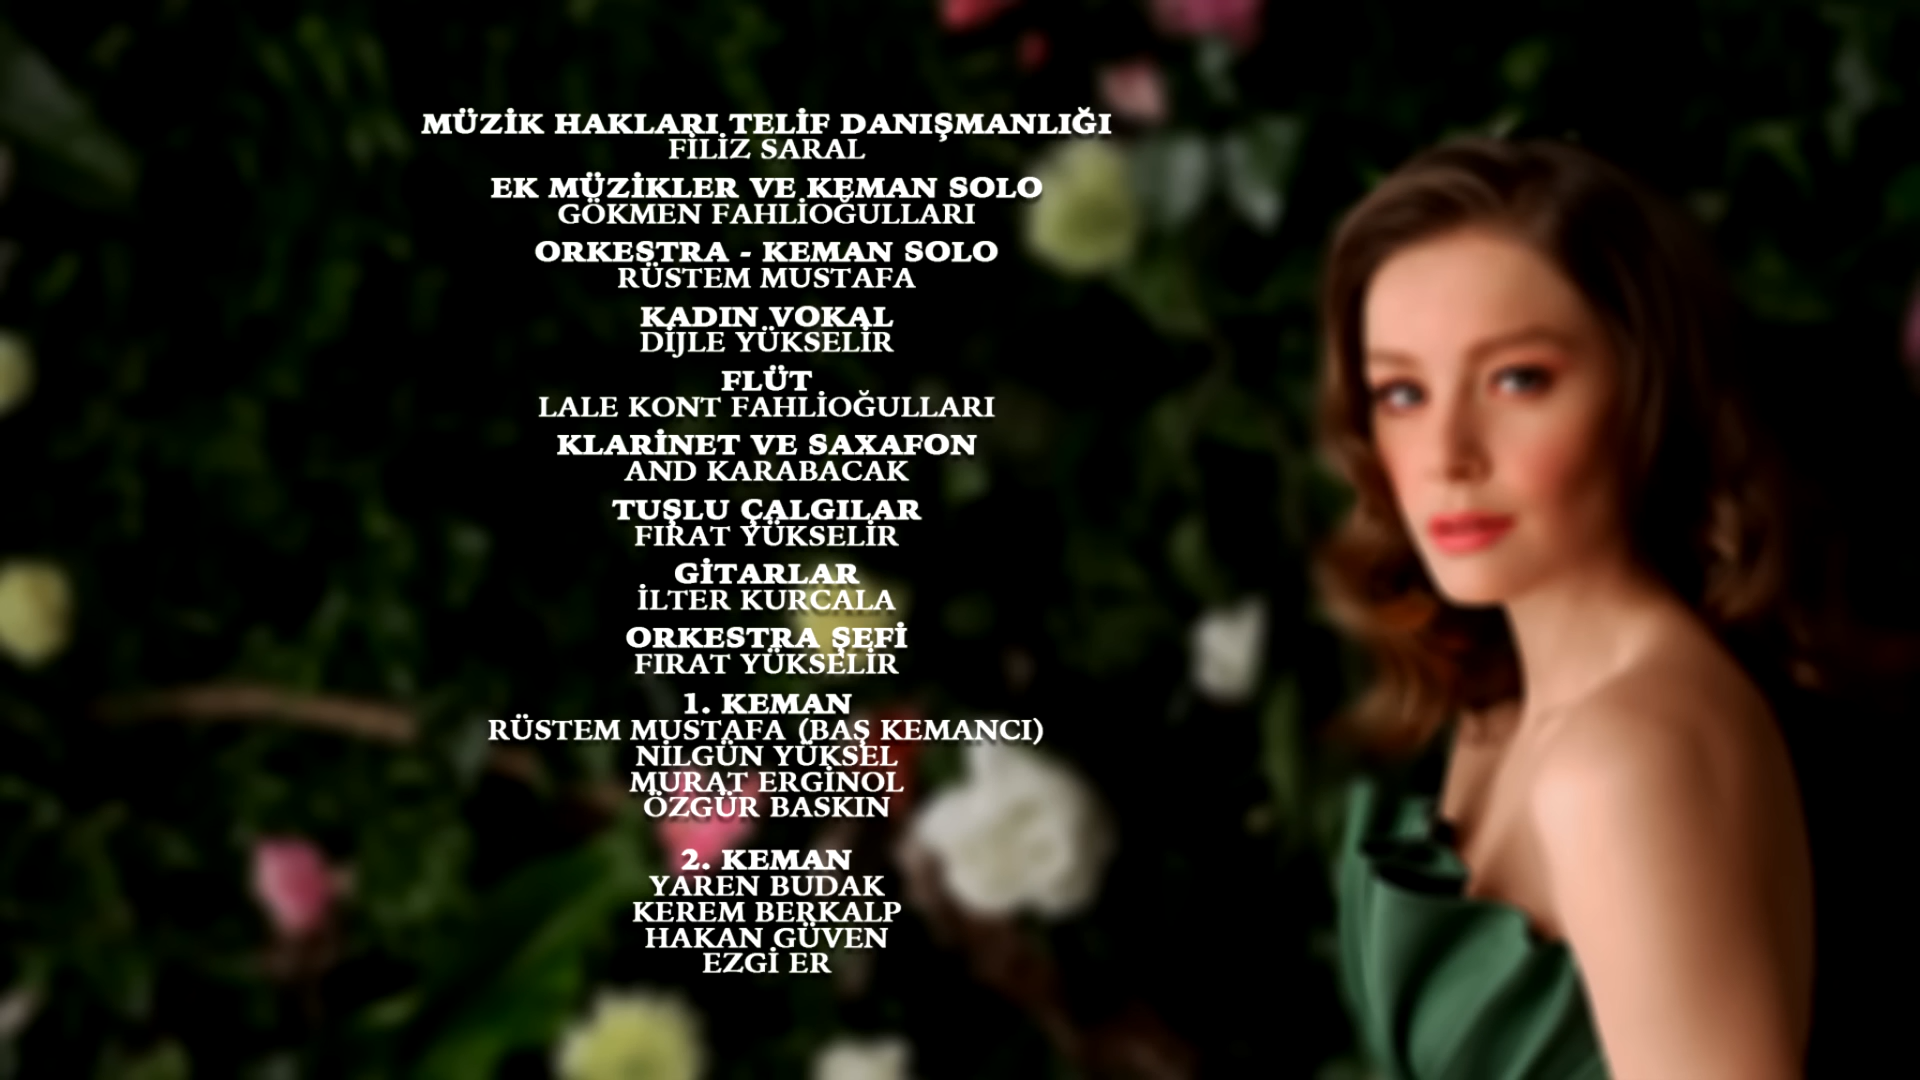 MÜZİK HAKLARI TELİF DANIŞMANLIĞI
FİLİZ SARAL
EK MÜZİKLER VE KEMAN SOLO
GÖKMEN FAHLİOĞULLARI
ORKESTRA - KEMAN SOLO
RÜSTEM MUSTAFA
KADIN VOKAL
DİJLE YÜKSELİR
FLÜT
LALE KONT FAHLİOĞULLARI
KLARİNET VE SAXAFON
AND KARABACAK
TUŞLU ÇALGILAR
FIRAT YÜKSELİR
GİTARLAR
İLTER KURCALA
ORKESTRA ŞEFİ
FIRAT YÜKSELİR
1. KEMAN
RÜSTEM MUSTAFA (BAŞ KEMANCI)
NİLGÜN YÜKSEL
MURAT ERGİNOL
ÖZGÜR BASKIN
2. KEMAN
YAREN BUDAK
KEREM BERKALP
HAKAN GÜVEN
EZGİ ER